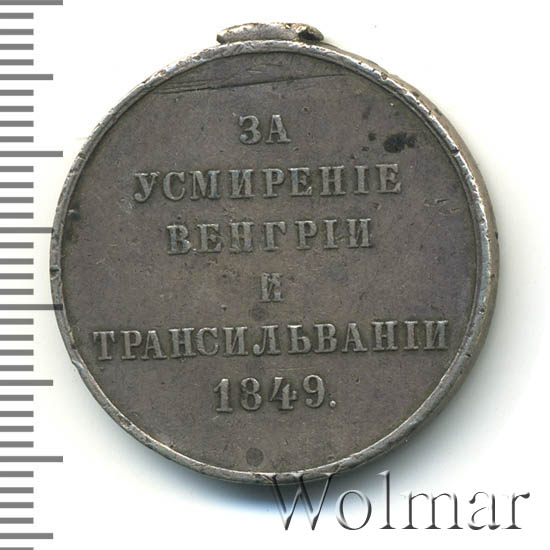 ЗА
УСМИРЕНІЕ
ВЕНГРІИ
И
ТРАНСИЛЬВАНІИ
1849.
Wolmar